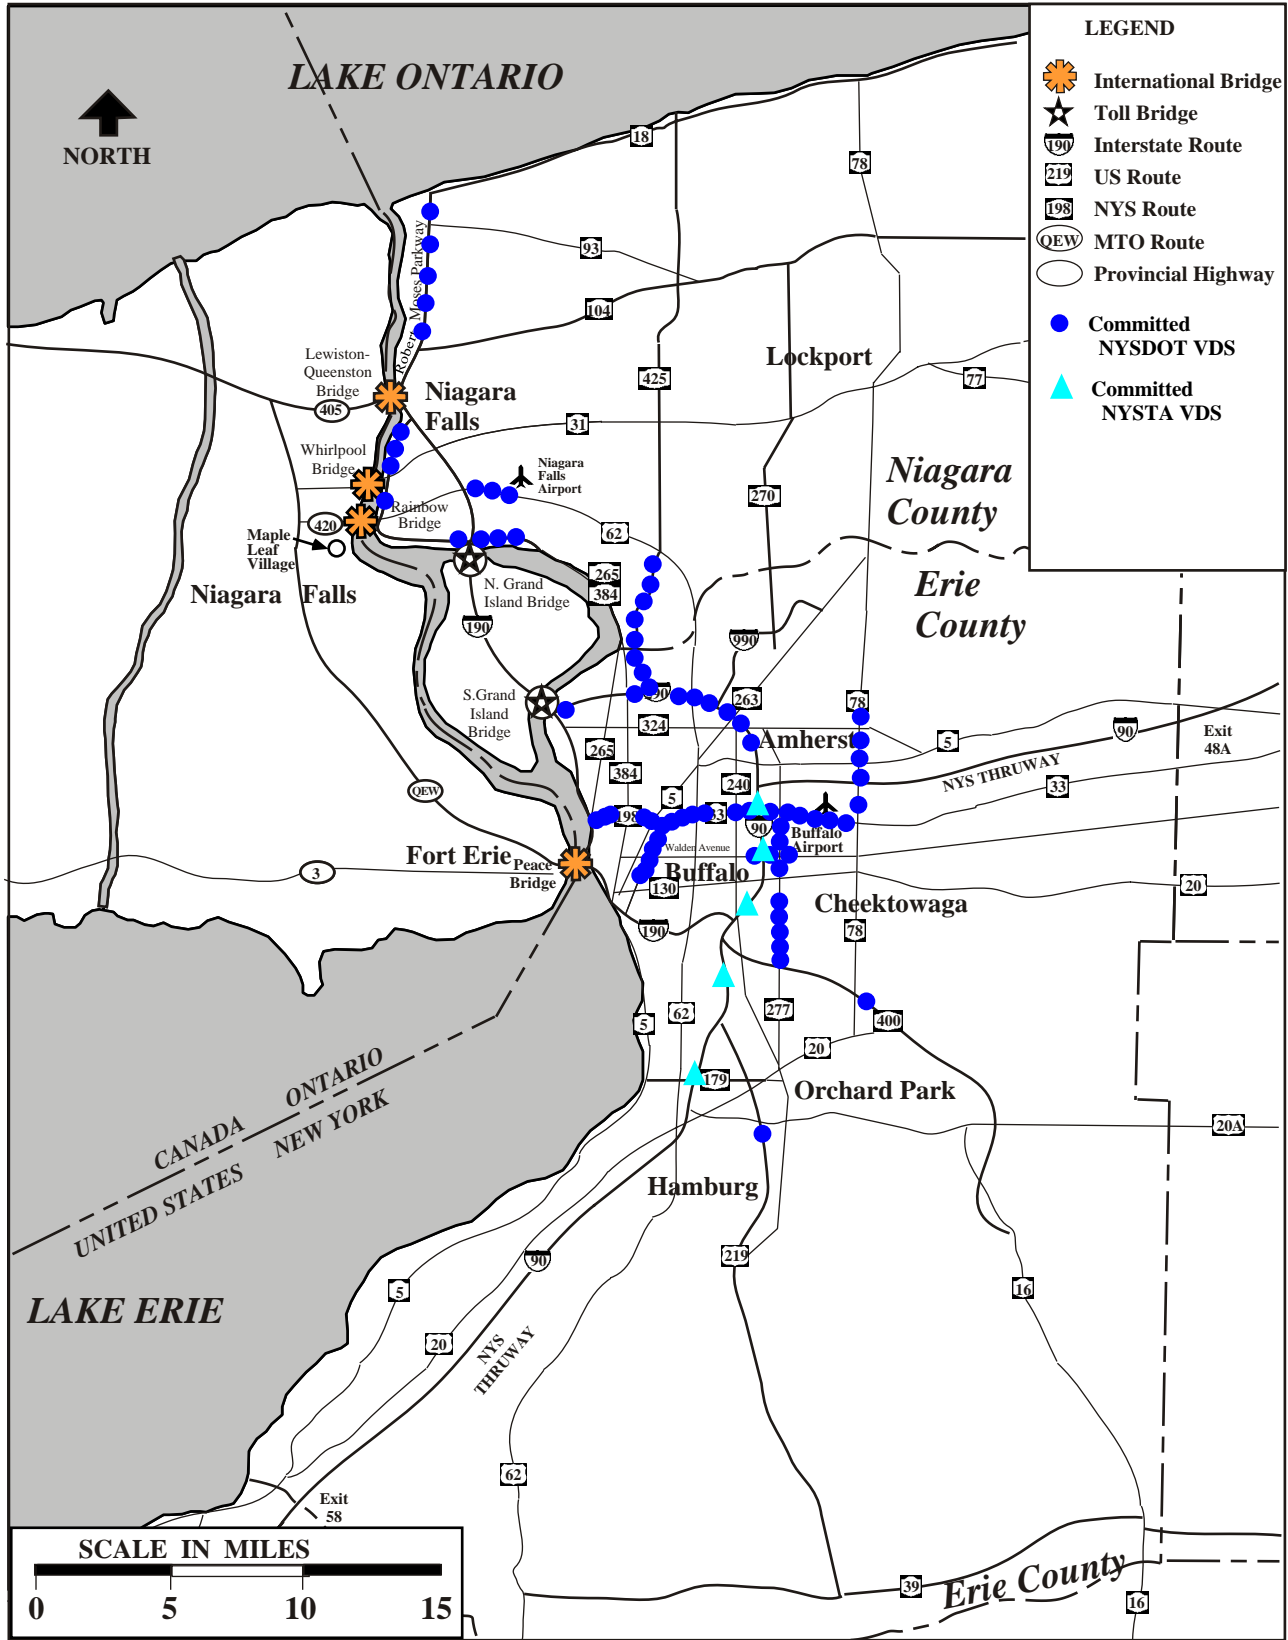 LEGEND
International Bridge
Toll Bridge
190 Interstate Route
219 US Route
198 NYS Route
QEW MTO Route
Provincial Highway
Committed
NYSDOT VDS
Committed
NYSTA VDS
LAKE ONTARIO
NORTH
18
78
Robert Moses Parkway
93
104
Lockport
Lewiston-
Queenston
Bridge
405
Niagara
Falls
425
77
31
Whirlpool
Bridge
Niagara
Falls
Airport
Niagara
County
270
Rainbow
Bridge
420
Maple
Leaf
Village
62
265
384
Niagara Falls
N. Grand
Island Bridge
Erie
County
190
990
S.Grand
Island
Bridge
290
263
78
324
265
Amherst
5
90
Exit
48A
384
240
NYS THRUWAY
33
QEW
5
198
33
90
Buffalo
Airport
Walden Avenue
Fort Erie
Peace
Bridge
Buffalo
3
130
20
Cheektowaga
190
78
62
5
277
400
20
179
Orchard Park
20A
CANADA
ONTARIO
UNITED STATES
NEW YORK
Hamburg
90
219
5
16
LAKE ERIE
20
NYS
THRUWAY
62
Exit
58
SCALE IN MILES
0 5 10 15
39
Erie County
16